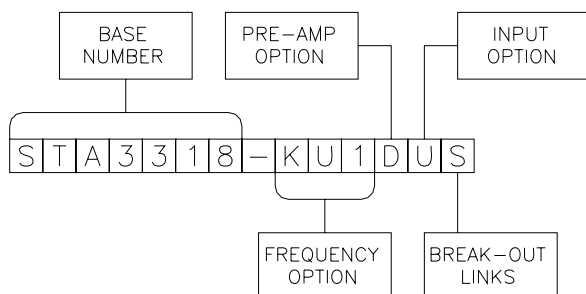 BASE
NUMBER
PRE-AMP
OPTION
INPUT
OPTION
STA3318-KU1DUS
FREQUENCY
OPTION
BREAK-OUT
LINKS